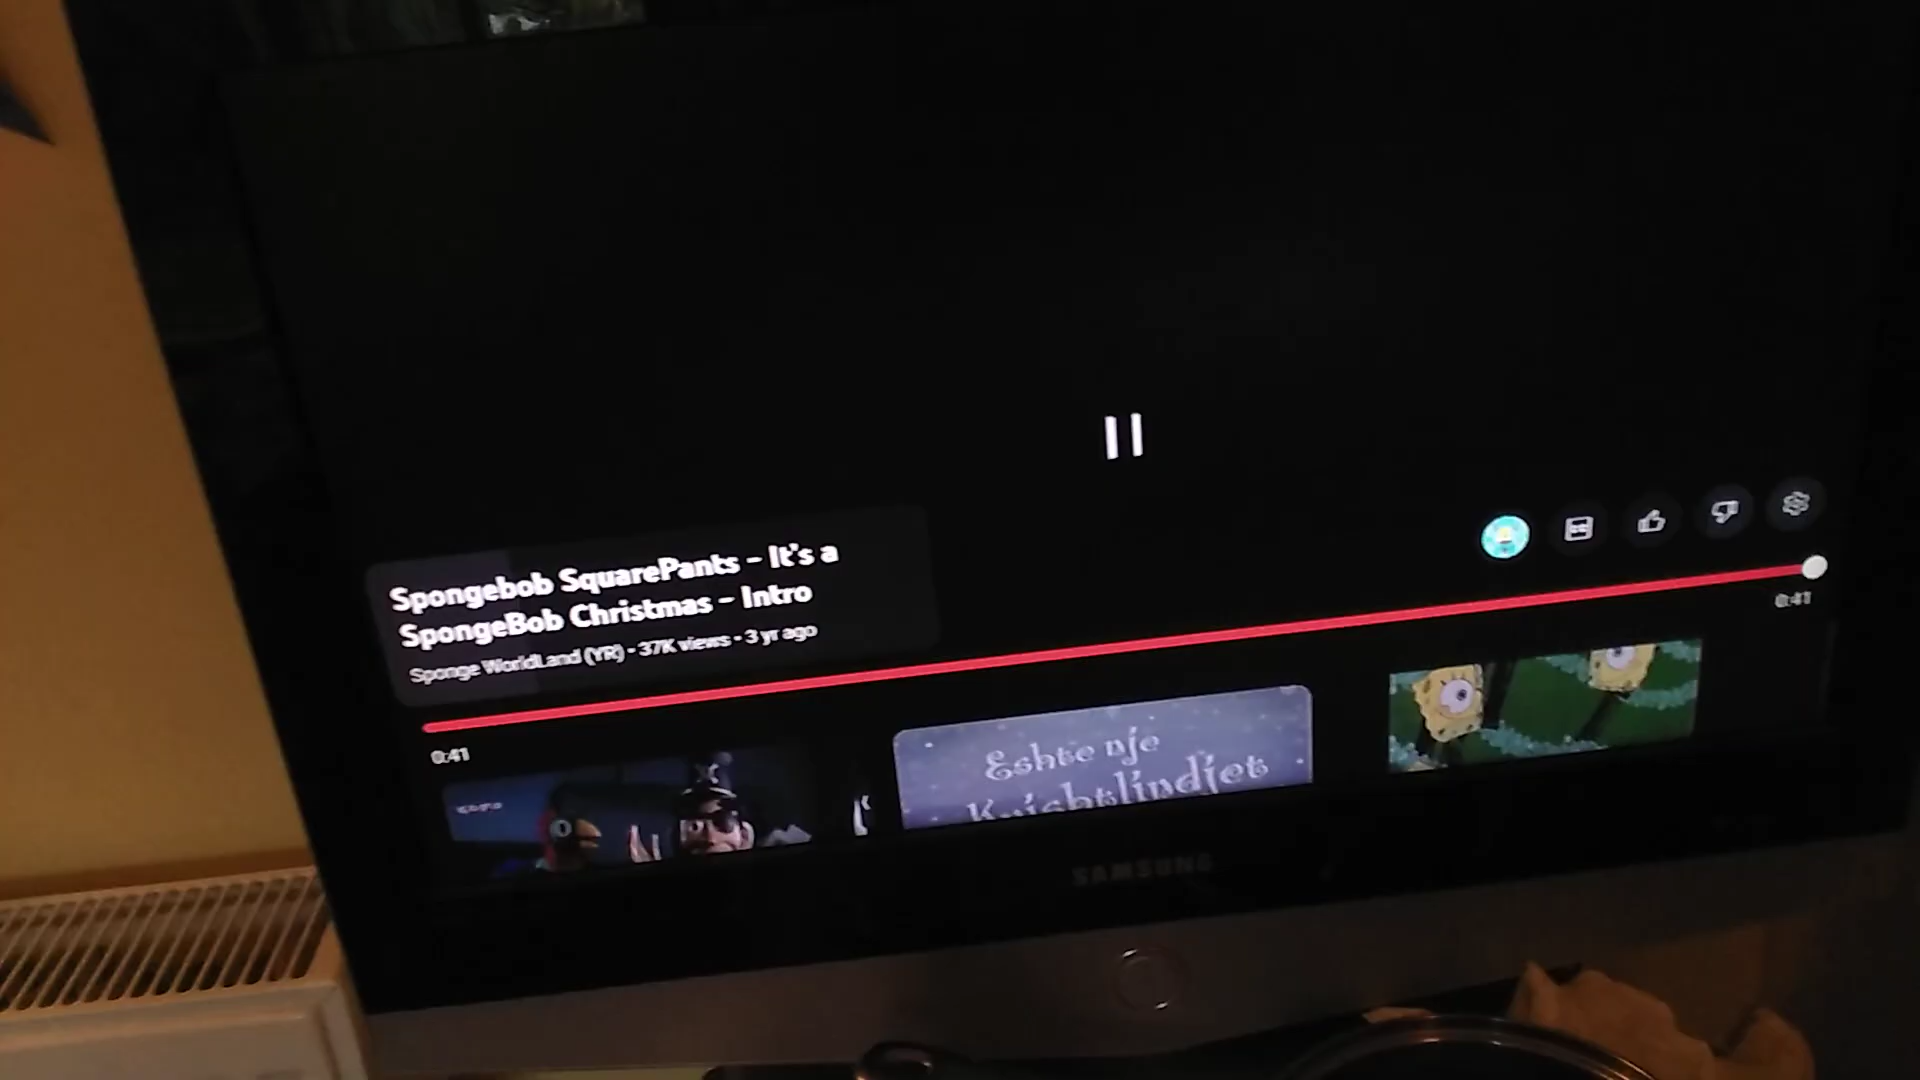 Spongebob SquarePants - It's a
SpongeBob Christmas - Intro
Sponge WorldLand (YR) • 37K views • 3 yr ago
0:41
0:41
Eshte nje
SAMSUNG